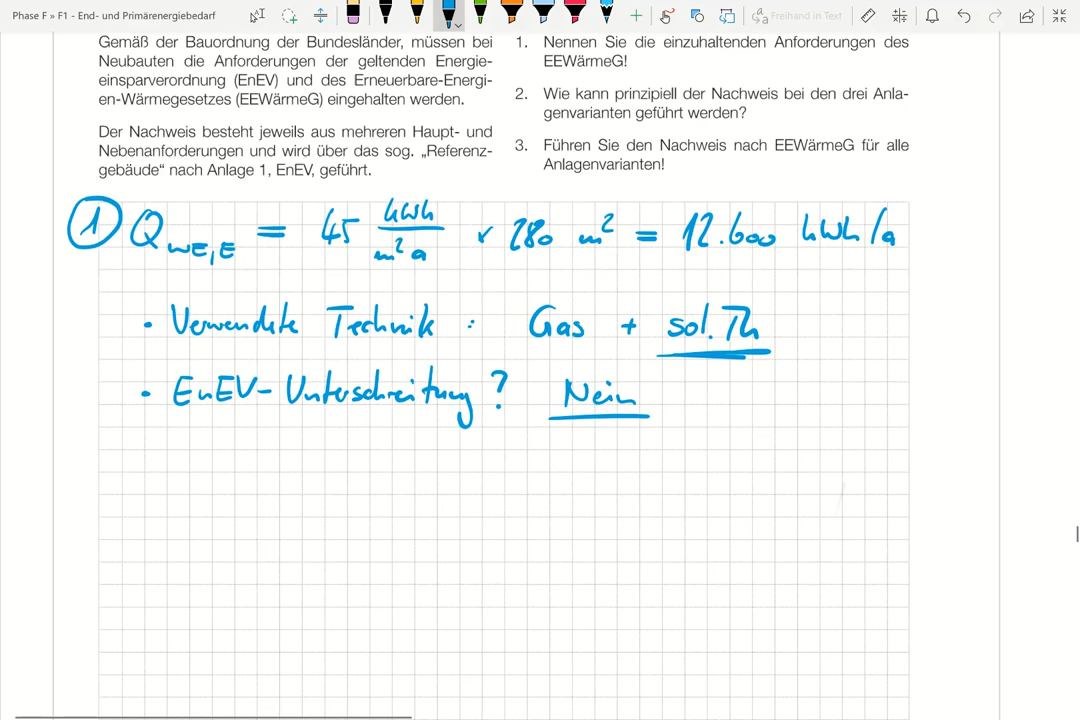 Phase F » F1 - End- und Primärenergiebedarf
Freihand in Text
Gemäß der Bauordnung der Bundesländer, müssen bei
Neubauten die Anforderungen der geltenden Energie-
einsparverordnung (EnEV) und des Erneuerbare-Energi-
en-Wärmegesetzes (EEWärmeG) eingehalten werden.
Der Nachweis besteht jeweils aus mehreren Haupt- und
Nebenanforderungen und wird über das sog. „Referenz-
gebäude“ nach Anlage 1, EnEV, geführt.
1. Nennen Sie die einzuhaltenden Anforderungen des
EEWärmeG!
2. Wie kann prinzipiell der Nachweis bei den drei Anla-
genvarianten geführt werden?
3. Führen Sie den Nachweis nach EEWärmeG für alle
Anlagenvarianten!
① Q WE,E = 45 kWh/m² a × 280 m² = 12.600 kWh/a
• Verwendete Technik : Gas + sol. Th
• EnEV-Unterschreitung ? Nein